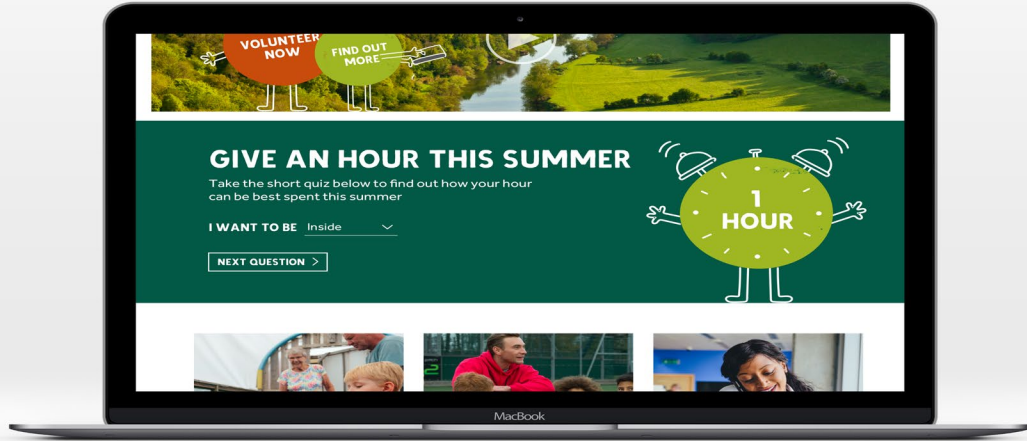 VOLUNTEER
NOW
FIND OUT
MORE
GIVE AN HOUR THIS SUMMER
Take the short quiz below to find out how your hour
can be best spent this summer
I WANT TO BE Inside
NEXT QUESTION >
1
HOUR
2
MacBook